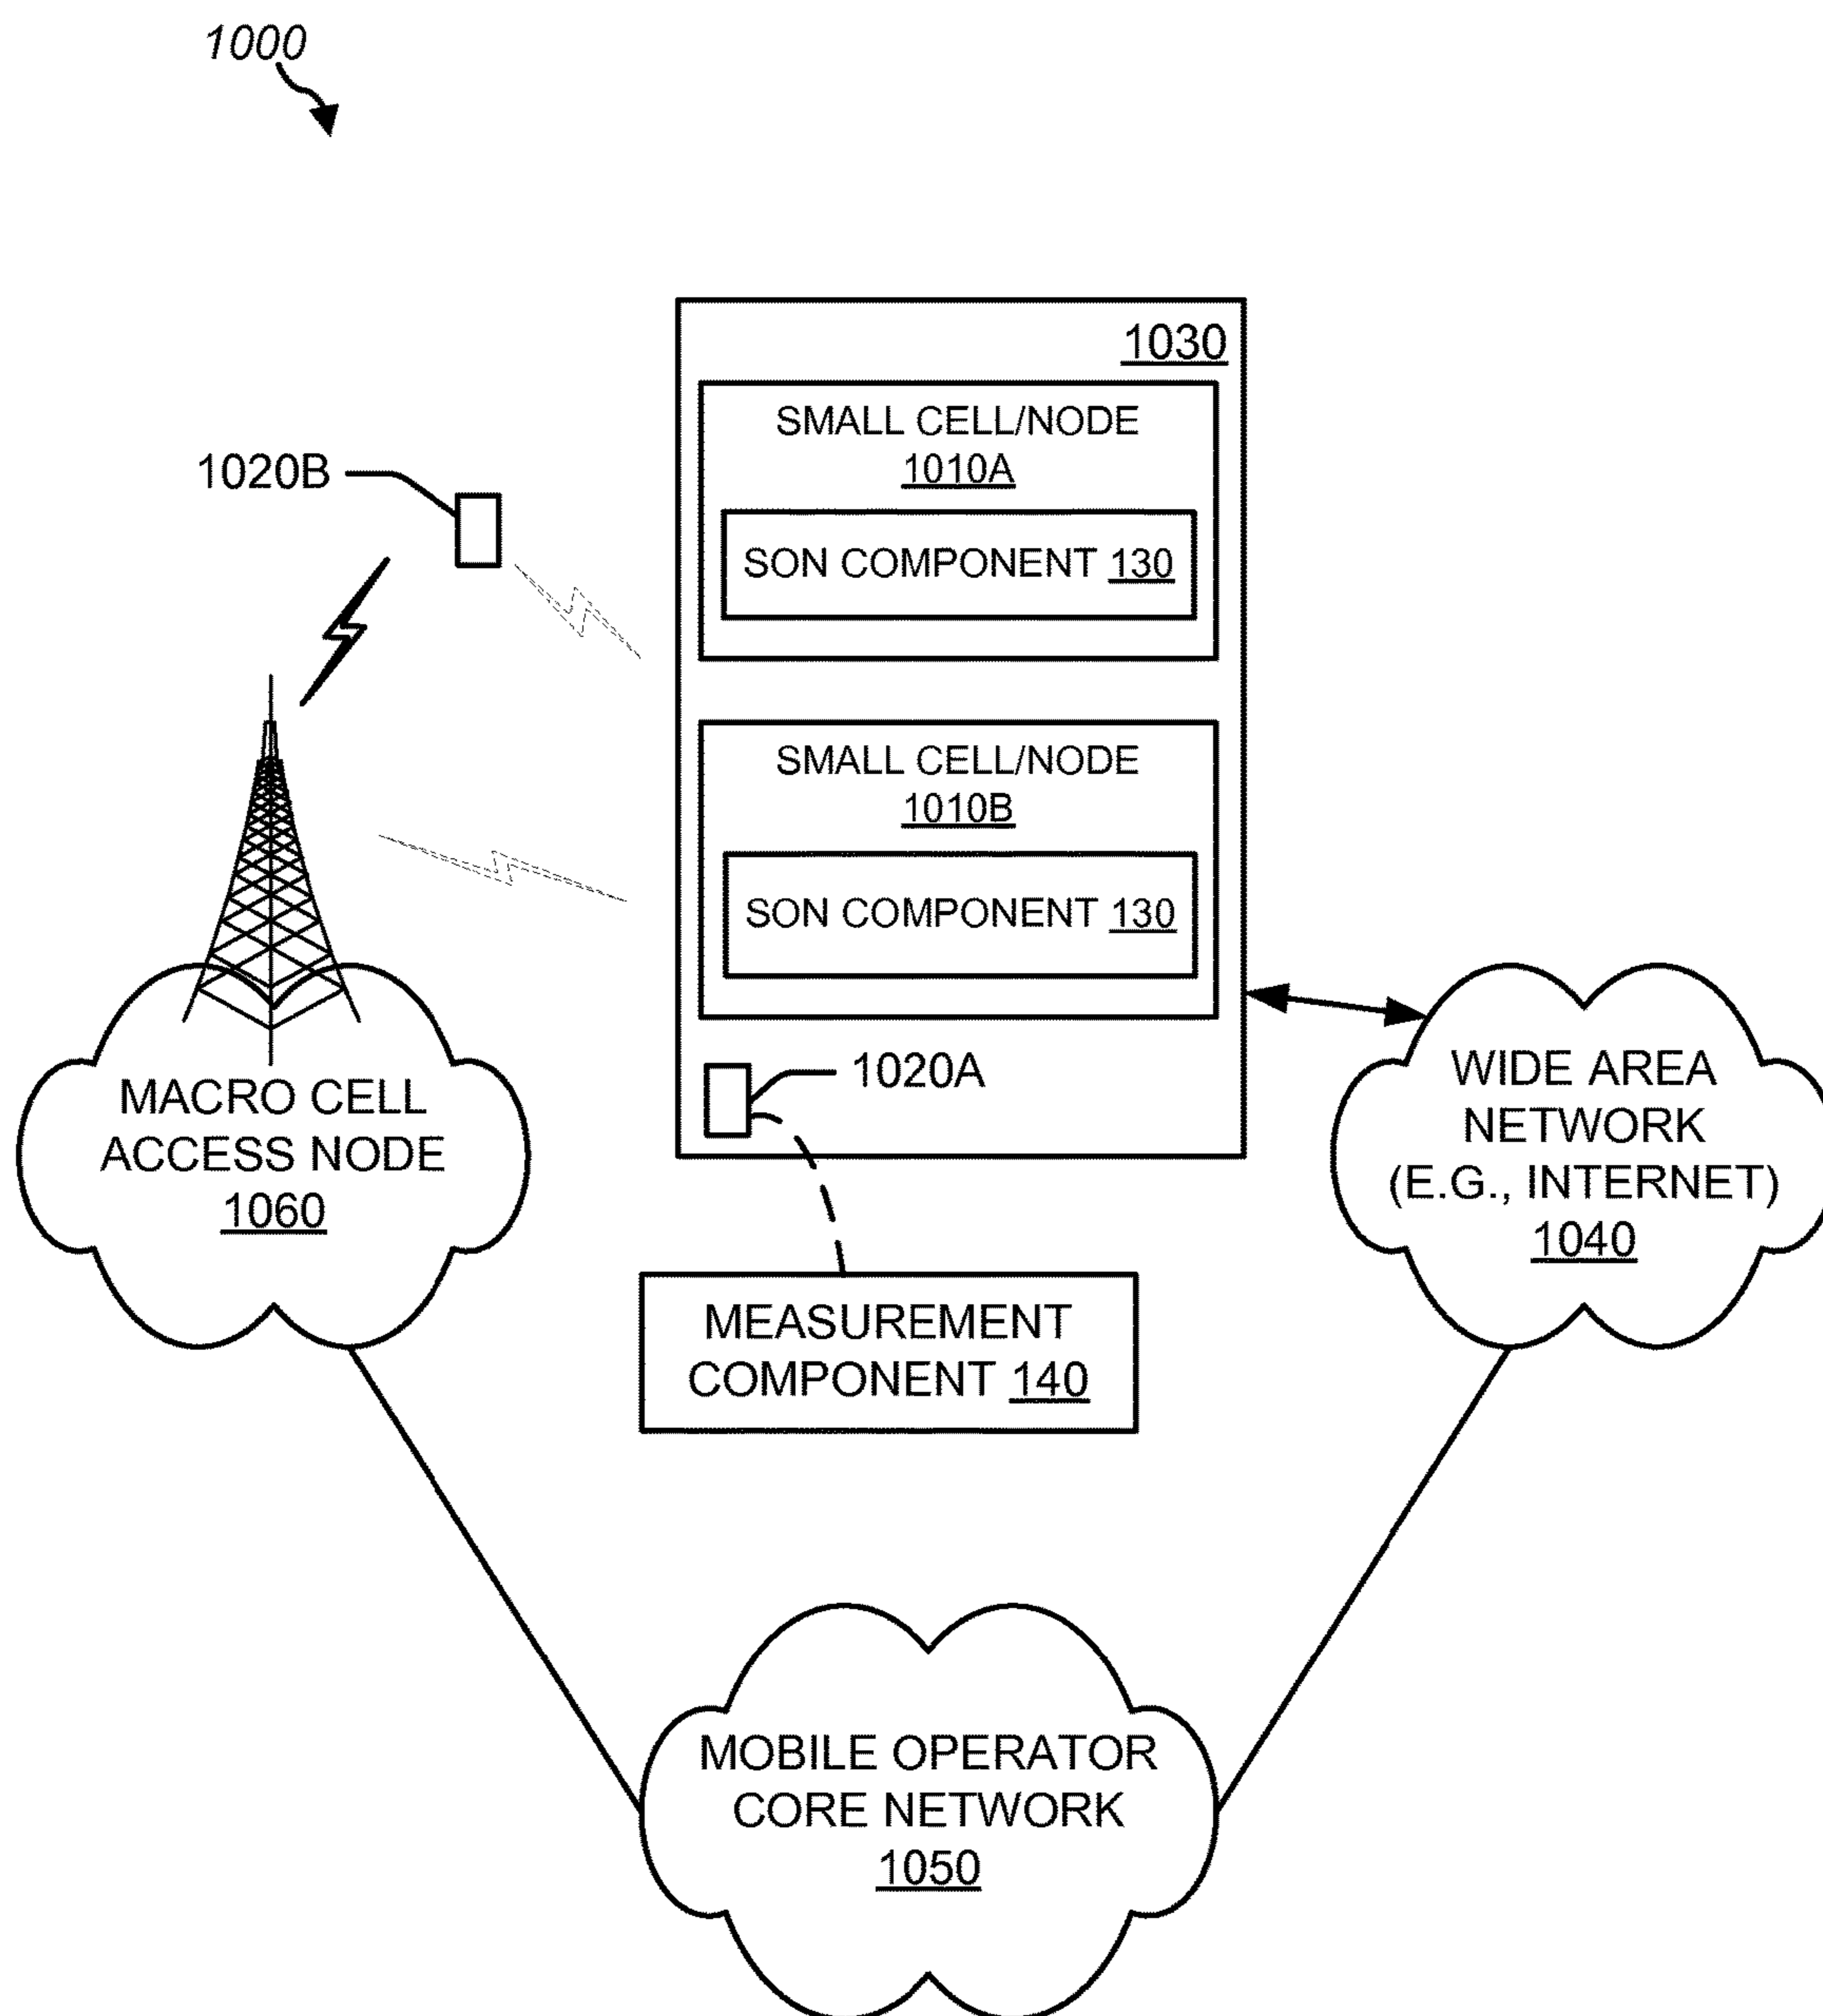 1000
1030
SMALL CELL/NODE
1010A
1020B
SON COMPONENT 130
SMALL CELL/NODE
1010B
SON COMPONENT 130
1020A
MACRO CELL
ACCESS NODE
1060
WIDE AREA
NETWORK
(E.G., INTERNET)
1040
MEASUREMENT
COMPONENT 140
MOBILE OPERATOR
CORE NETWORK
1050